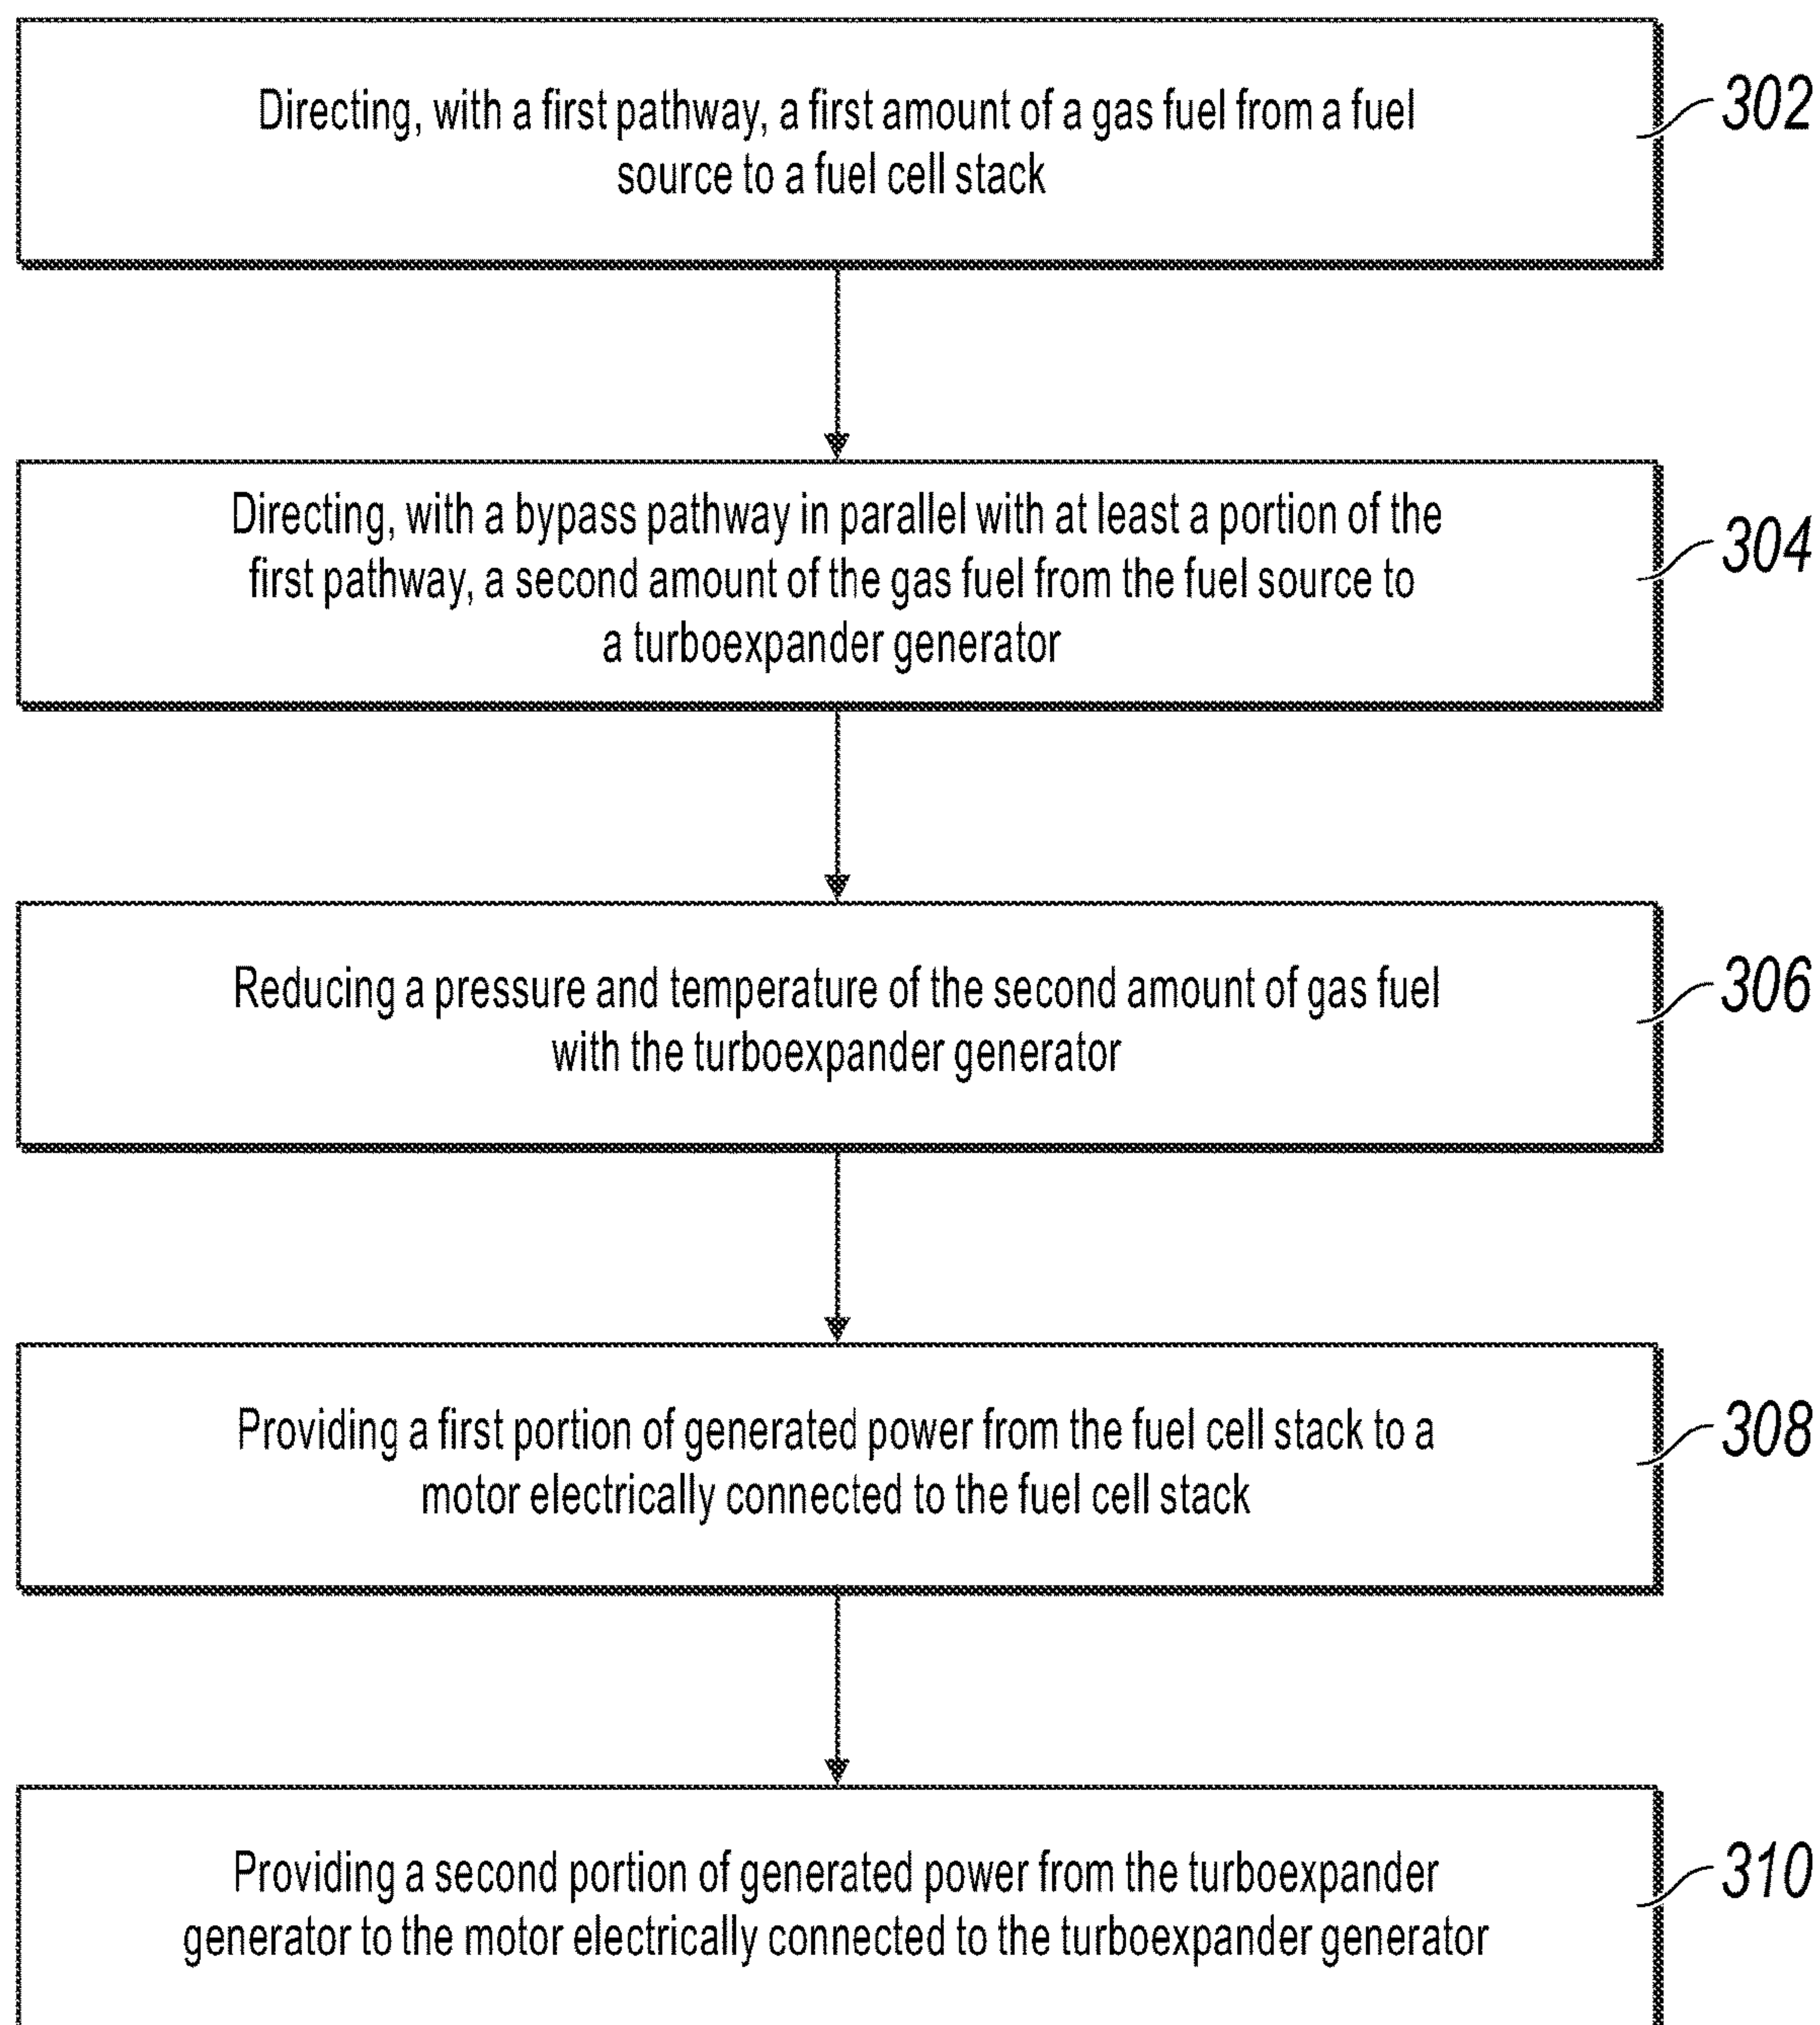 Directing, with a first pathway, a first amount of a gas fuel from a fuel
source to a fuel cell stack
302
Directing, with a bypass pathway in parallel with at least a portion of the
first pathway, a second amount of the gas fuel from the fuel source to
a turboexpander generator
304
Reducing a pressure and temperature of the second amount of gas fuel
with the turboexpander generator
306
Providing a first portion of generated power from the fuel cell stack to a
motor electrically connected to the fuel cell stack
308
Providing a second portion of generated power from the turboexpander
generator to the motor electrically connected to the turboexpander generator
310